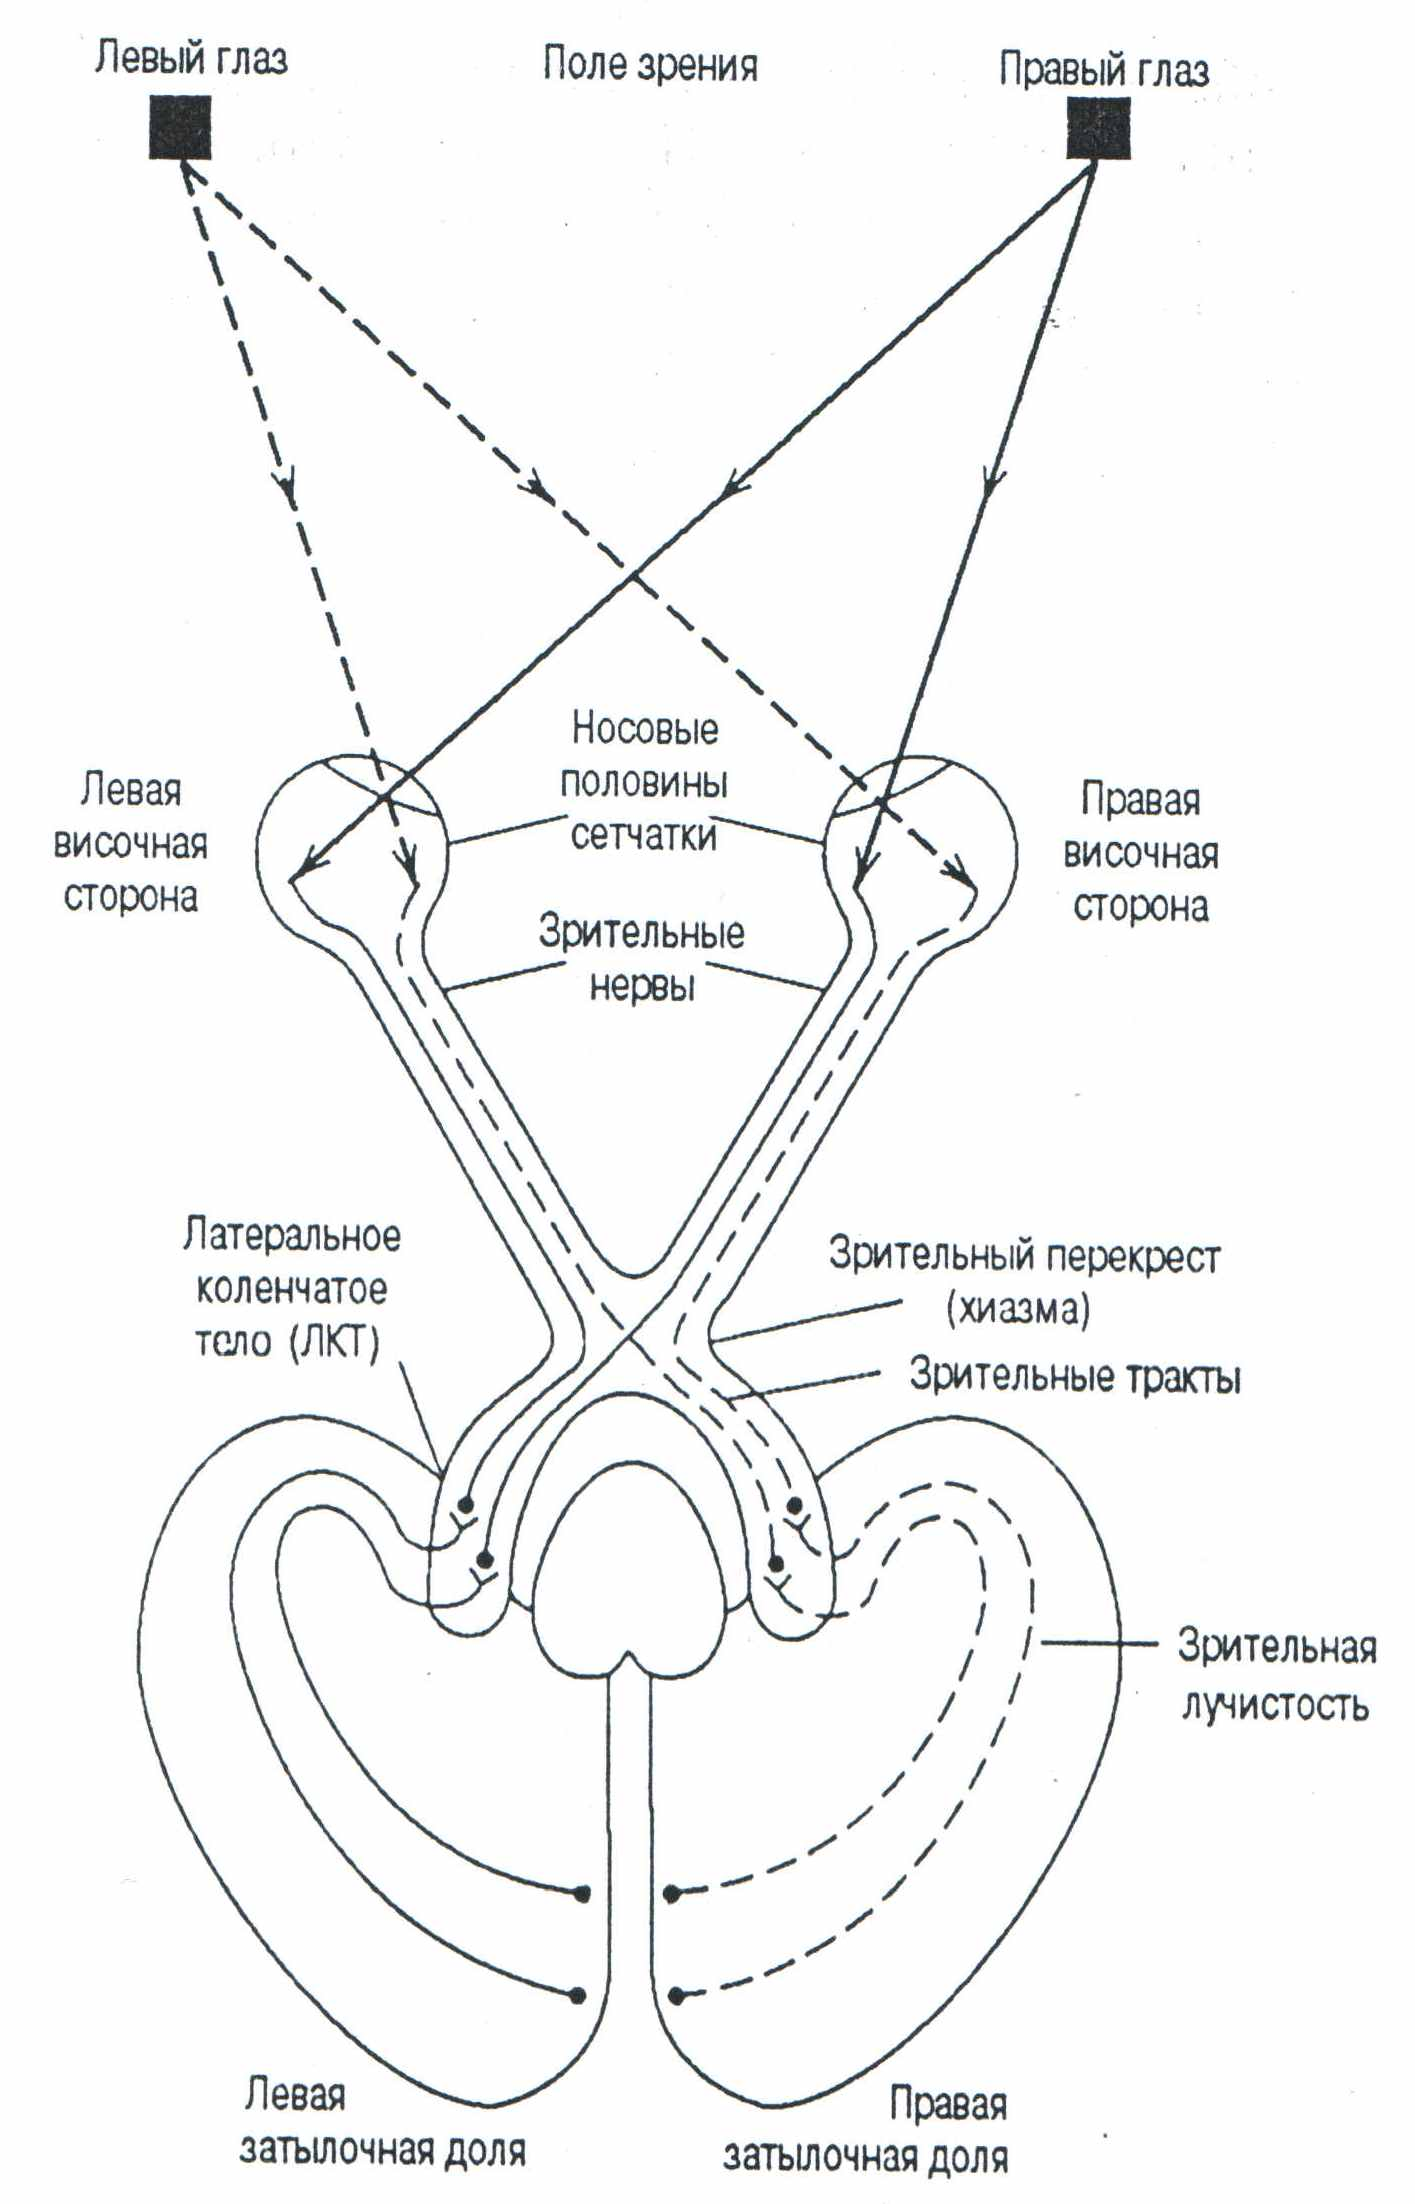 Левый глаз
Поле зрения
Правый глаз
Носовые
половины
сетчатки
Левая
височная
сторона
Правая
височная
сторона
Зрительные
нервы
Латеральное
коленчатое
тело (ЛКТ)
Зрительный перекрест
(хиазма)
Зрительные тракты
Зрительная
лучистость
Левая
затылочная доля
Правая
затылочная доля